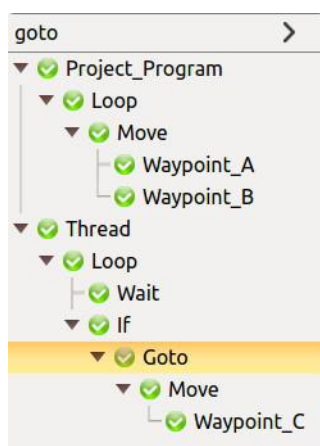 goto
Project_Program
Loop
Move
Waypoint_A
Waypoint_B
Thread
Loop
Wait
If
Goto
Move
Waypoint_C